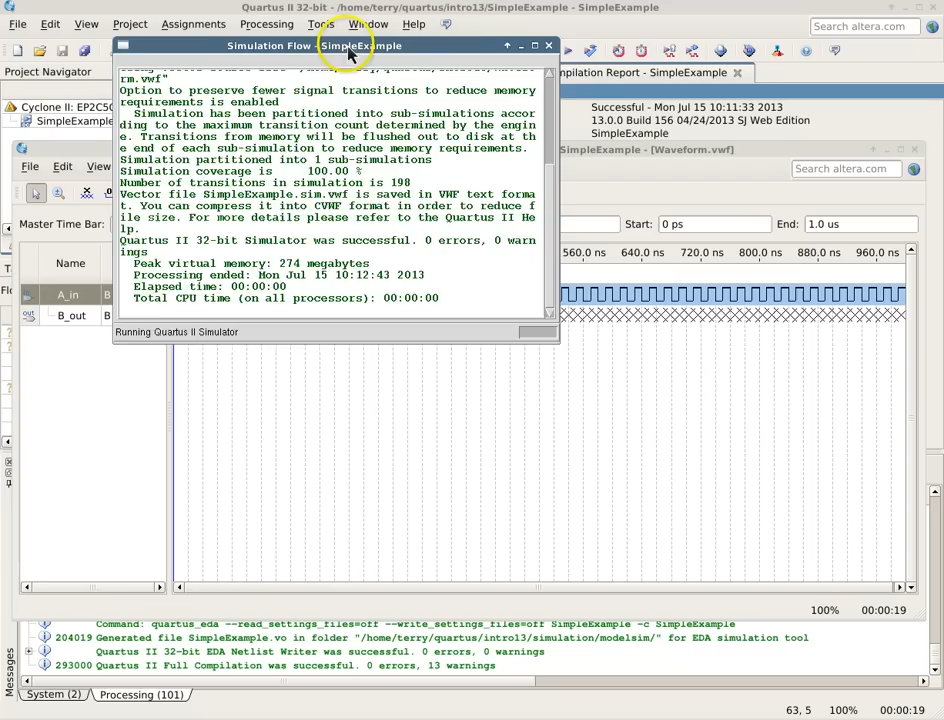 Quartus II 32-bit - /home/terry/quartus/intro13/SimpleExample - SimpleExample
File Edit View Project Assignments Processing Tools Window Help
Search altera.com
Simulation Flow - SimpleExample
Project Navigator
pilation Report - SimpleExample
rm.vwf"
Option to preserve fewer signal transitions to reduce memory
requirements is enabled
Simulation has been partitioned into sub-simulations accor
ding to the maximum transition count determined by the engin
e. Transitions from memory will be flushed out to disk at th
e end of each sub-simulation to reduce memory requirements.
Simulation partitioned into 1 sub-simulations
Simulation coverage is 100.00 %
Number of transitions in simulation is 198
Vector file SimpleExample.sim.vwf is saved in VWF text forma
t. You can compress it into CVWF format in order to reduce f
ile size. For more details please refer to the Quartus II He
lp.
Quartus II 32-bit Simulator was successful. 0 errors, 0 warn
ings
Peak virtual memory: 274 megabytes
Processing ended: Mon Jul 15 10:12:43 2013
Elapsed time: 00:00:00
Total CPU time (on all processors): 00:00:00
Running Quartus II Simulator
Cyclone II: EP2C5
SimpleExample
Successful - Mon Jul 15 10:11:33 2013
13.0.0 Build 156 04/24/2013 SJ Web Edition
SimpleExample
SimpleExample - [Waveform.vwf]
File Edit View
Search altera.com
Master Time Bar:
Start: 0 ps
End: 1.0 us
Name
560.0 ns 640.0 ns 720.0 ns 800.0 ns 880.0 ns 960.0 ns
A_in B
out B_out B
100% 00:00:19
Command: quartus_eda --read_settings_files=off --write_settings_files=off SimpleExample -c SimpleExample
204019 Generated file SimpleExample.vo in folder "/home/terry/quartus/intro13/simulation/modelsim/" for EDA simulation tool
Quartus II 32-bit EDA Netlist Writer was successful. 0 errors, 0 warnings
293000 Quartus II Full Compilation was successful. 0 errors, 13 warnings
Messages
System (2) Processing (101)
63, 5 100% 00:00:19